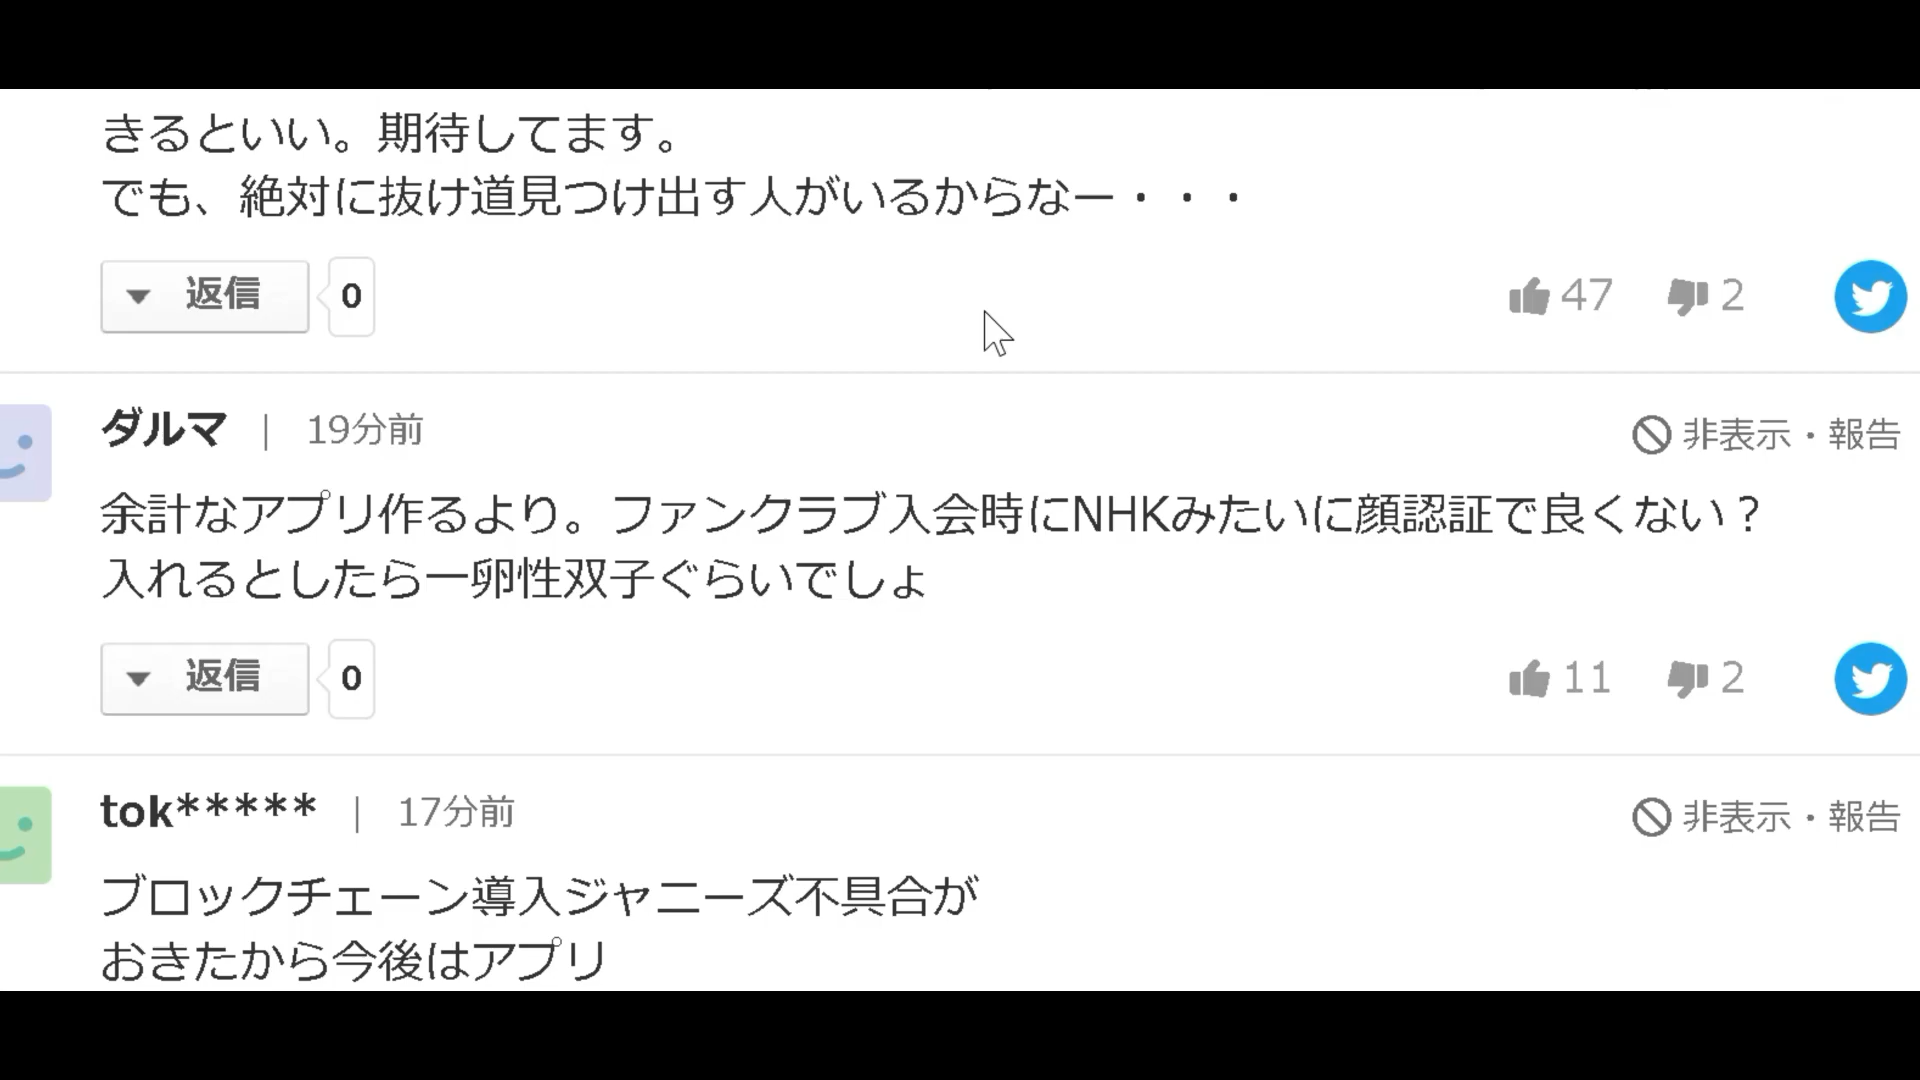 きるといい。期待してます。
でも、絶対に抜け道見つけ出す人がいるからなー・・・
返信 0 47 2
ダルマ | 19分前 非表示・報告
余計なアプリ作るより。ファンクラブ入会時にNHKみたいに顔認証で良くない？
入れるとしたら一卵性双子ぐらいでしょ
返信 0 11 2
tok***** | 17分前 非表示・報告
ブロックチェーン導入ジャニーズ不具合が
おきたから今後はアプリ